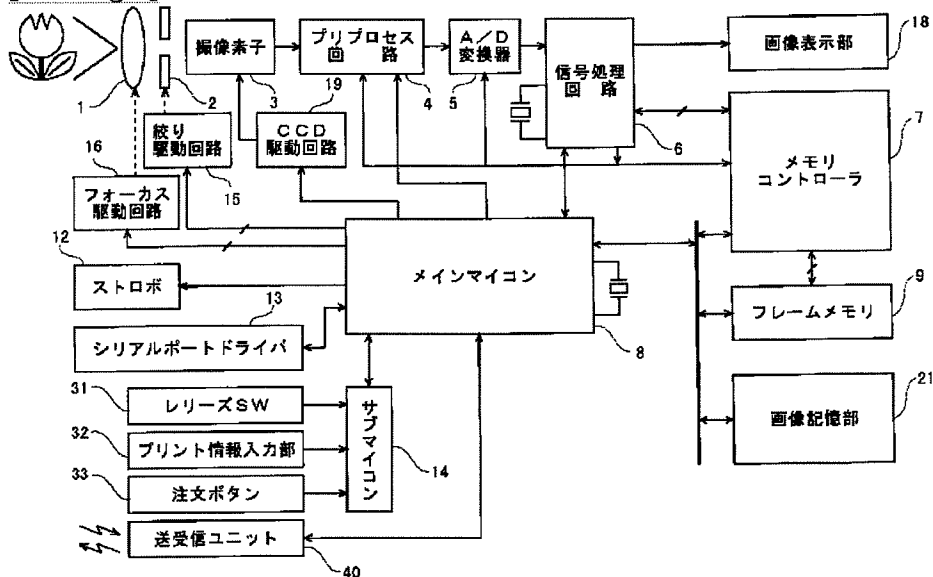 撮像素子
プリプロセス
回　路
A／D
変換器
信号処理
回　路
画像表示部
18
1
2
3
19
4
5
6
7
絞り
駆動回路
CCD
駆動回路
メモリ
コントローラ
16
15
フォーカス
駆動回路
12
ストロボ
メインマイコン
9
フレームメモリ
13
シリアルポートドライバ
8
31
レリーズSW
21
画像記憶部
32
プリント情報入力部
サブマイコン
14
33
注文ボタン
送受信ユニット
40